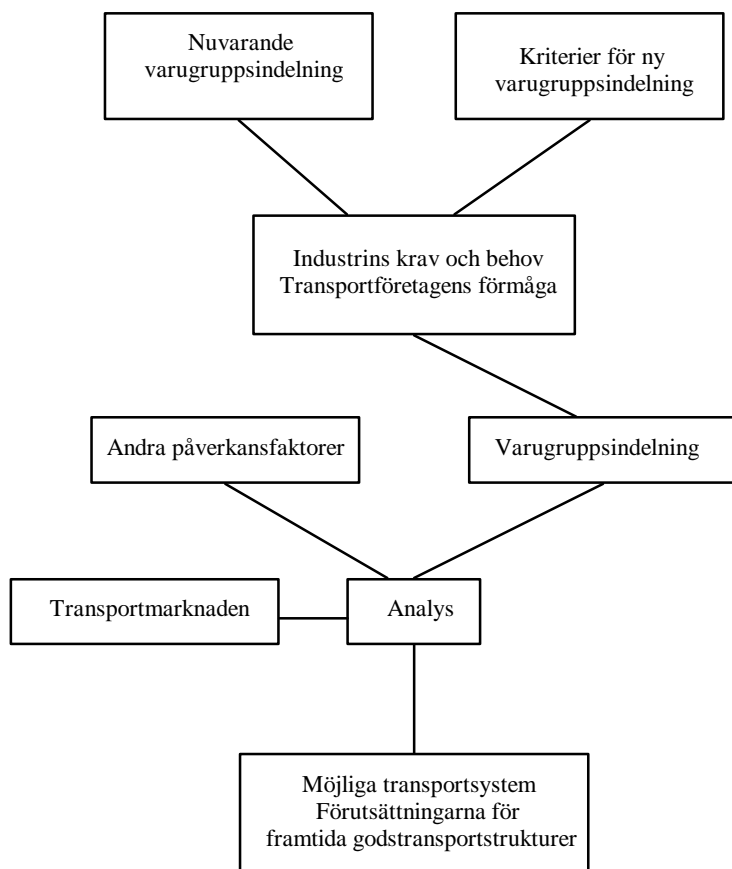 Nuvarande
varugruppsindelning
Kriterier för ny
varugruppsindelning
Industrins krav och behov
Transportföretagens förmåga
Andra påverkansfaktorer
Varugruppsindelning
Transportmarknaden
Analys
Möjliga transportsystem
Förutsättningarna för
framtida godstransportstrukturer